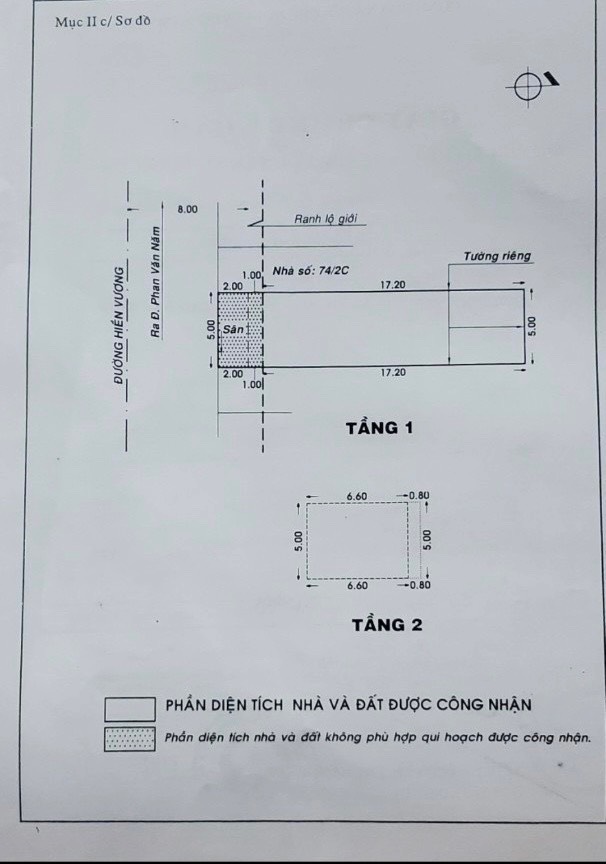 Mục II c/ Sơ đồ
8.00
Ranh lộ giới
ĐƯỜNG HIỀN VƯƠNG
Ra Đ. Phan Văn Năm
Tường riêng
1.00
Nhà số: 74/2C
2.00
17.20
5.00
Sân
5.00
2.00
17.20
1.00
TẦNG 1
6.60
0.80
5.00
5.00
6.60
0.80
TẦNG 2
PHẦN DIỆN TÍCH NHÀ VÀ ĐẤT ĐƯỢC CÔNG NHẬN
Phần diện tích nhà và đất không phù hợp qui hoạch được công nhận.